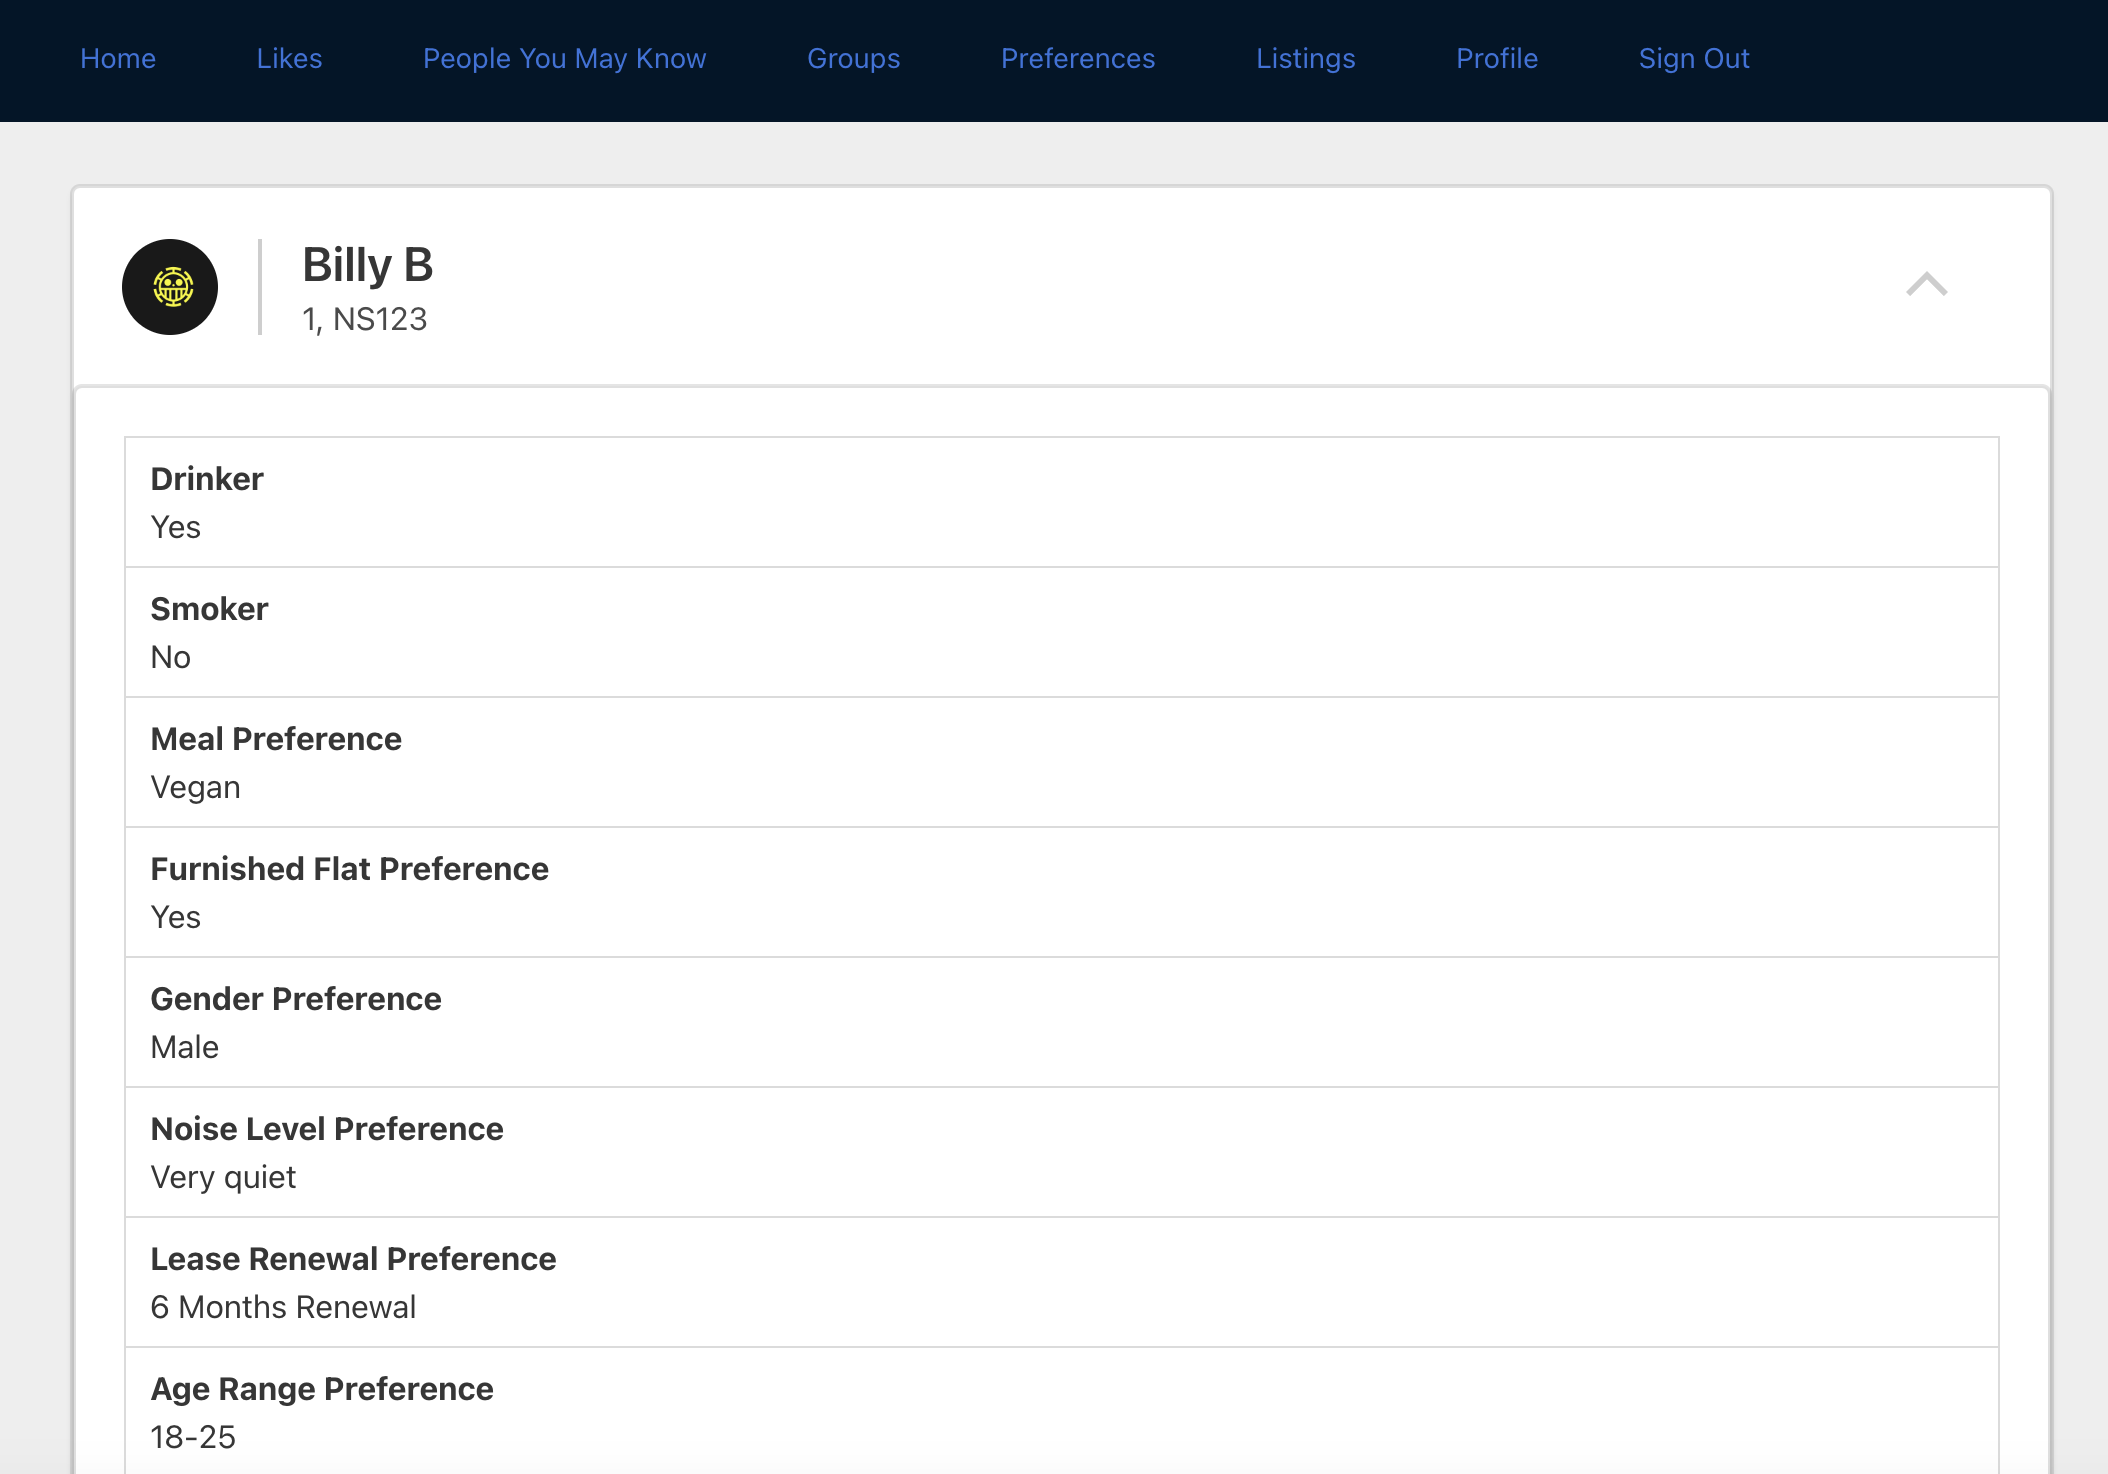 Home Likes People You May Know Groups Preferences Listings Profile Sign Out
Billy B
1, NS123
Drinker
Yes
Smoker
No
Meal Preference
Vegan
Furnished Flat Preference
Yes
Gender Preference
Male
Noise Level Preference
Very quiet
Lease Renewal Preference
6 Months Renewal
Age Range Preference
18-25